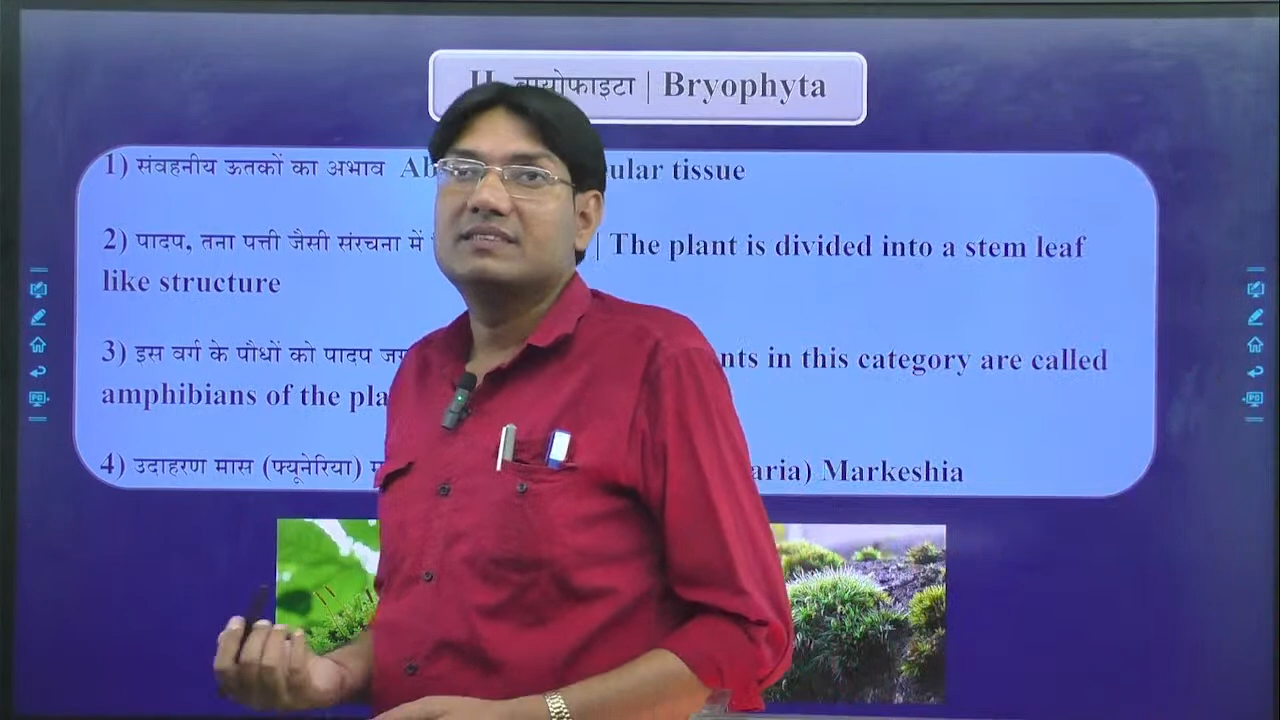 II ब्रायोफाइटा | Bryophyta
1) संवहनीय ऊतकों का अभाव Ab ular tissue
2) पादप, तना पत्ती जैसी संरचना में | The plant is divided into a stem leaf
like structure
3) इस वर्ग के पौधों को पादप nts in this category are called
amphibians of the pla
4) उदाहरण मास (फ्यूनेरिया) aria) Markeshia